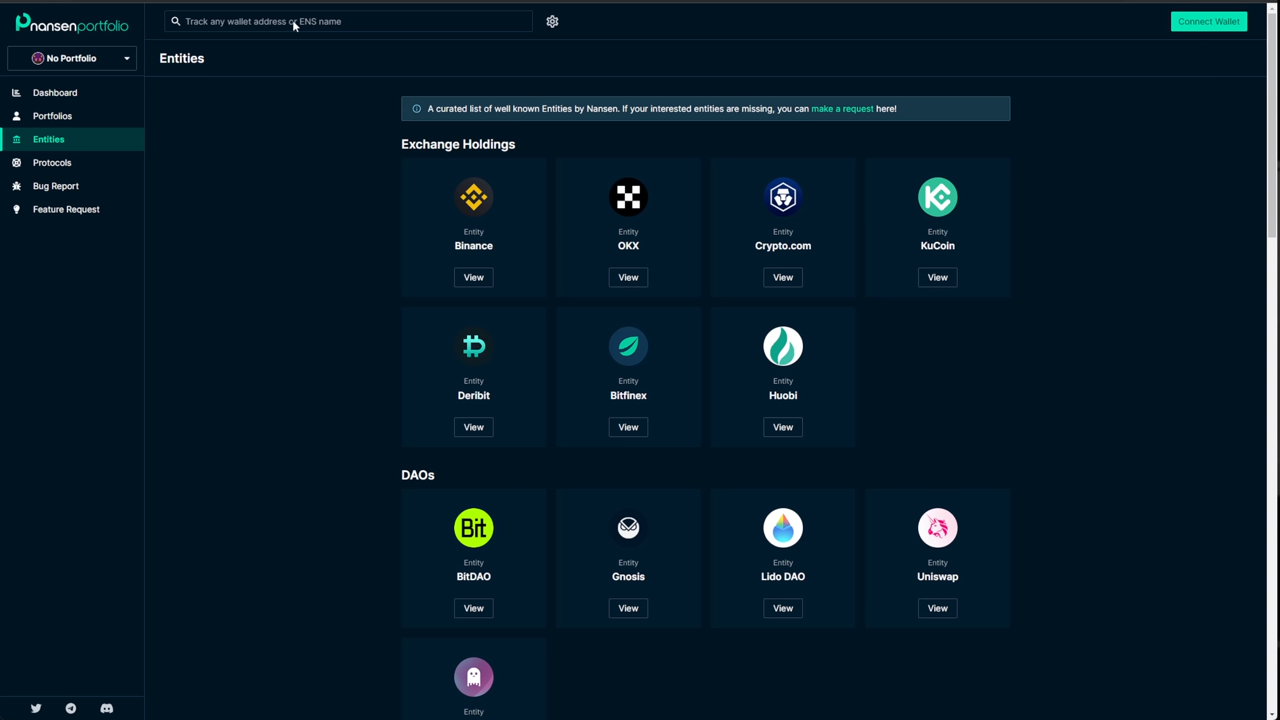 nansenportfolio
Track any wallet address or ENS name
Connect Wallet
No Portfolio
Dashboard
Portfolios
Entities
Protocols
Bug Report
Feature Request
Entities
A curated list of well known Entities by Nansen. If your interested entities are missing, you can make a request here!
Exchange Holdings
Entity
Binance
View
Entity
OKX
View
Entity
Crypto.com
View
Entity
KuCoin
View
Entity
Deribit
View
Entity
Bitfinex
View
Entity
Huobi
View
DAOs
Bit
Entity
BitDAO
View
Entity
Gnosis
View
Entity
Lido DAO
View
Entity
Uniswap
View
Entity